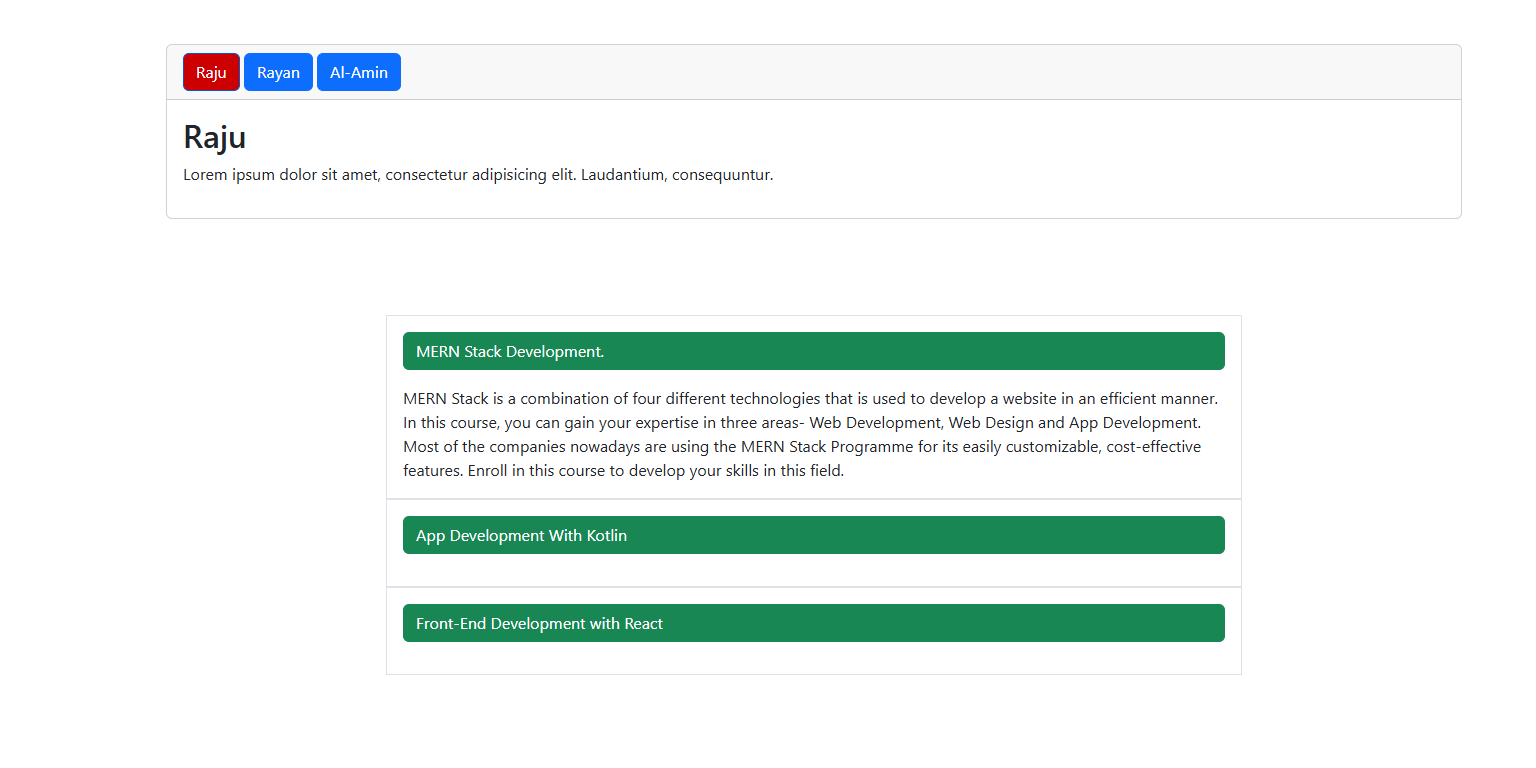 Raju Rayan Al-Amin
Raju
Lorem ipsum dolor sit amet, consectetur adipisicing elit. Laudantium, consequuntur.
MERN Stack Development.
MERN Stack is a combination of four different technologies that is used to develop a website in an efficient manner.
In this course, you can gain your expertise in three areas- Web Development, Web Design and App Development.
Most of the companies nowadays are using the MERN Stack Programme for its easily customizable, cost-effective
features. Enroll in this course to develop your skills in this field.
App Development With Kotlin
Front-End Development with React